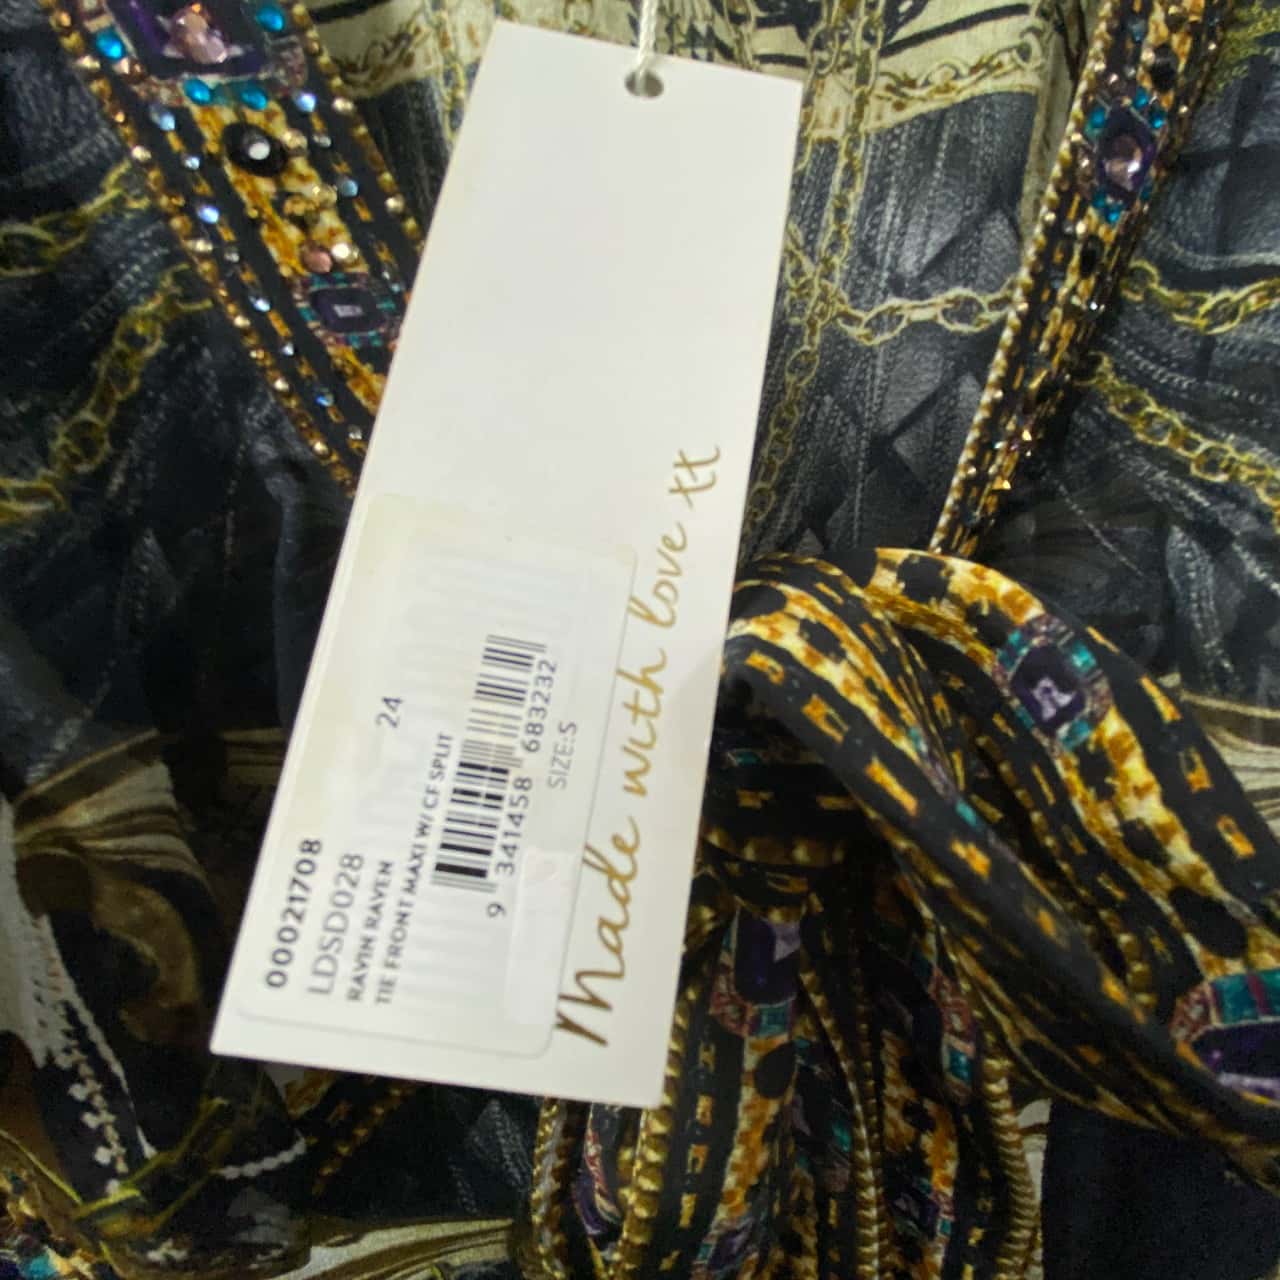 00021708
LDSD028
RAVIN RAVEN
24
TIE FRONT MAXI W/ CF SPLIT
9 341458 683232
SIZE:S
Made with love xx